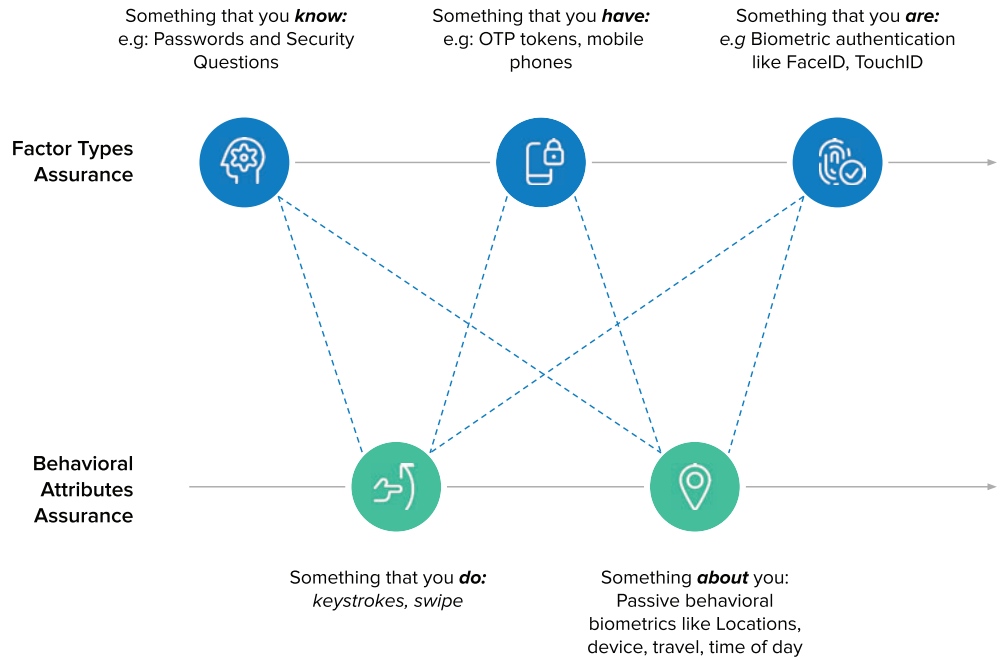 Something that you know:
e.g: Passwords and Security
Questions
Something that you have:
e.g: OTP tokens, mobile
phones
Something that you are:
e.g Biometric authentication
like FaceID, TouchID
Factor Types
Assurance
Behavioral
Attributes
Assurance
Something that you do:
keystrokes, swipe
Something about you:
Passive behavioral
biometrics like Locations,
device, travel, time of day